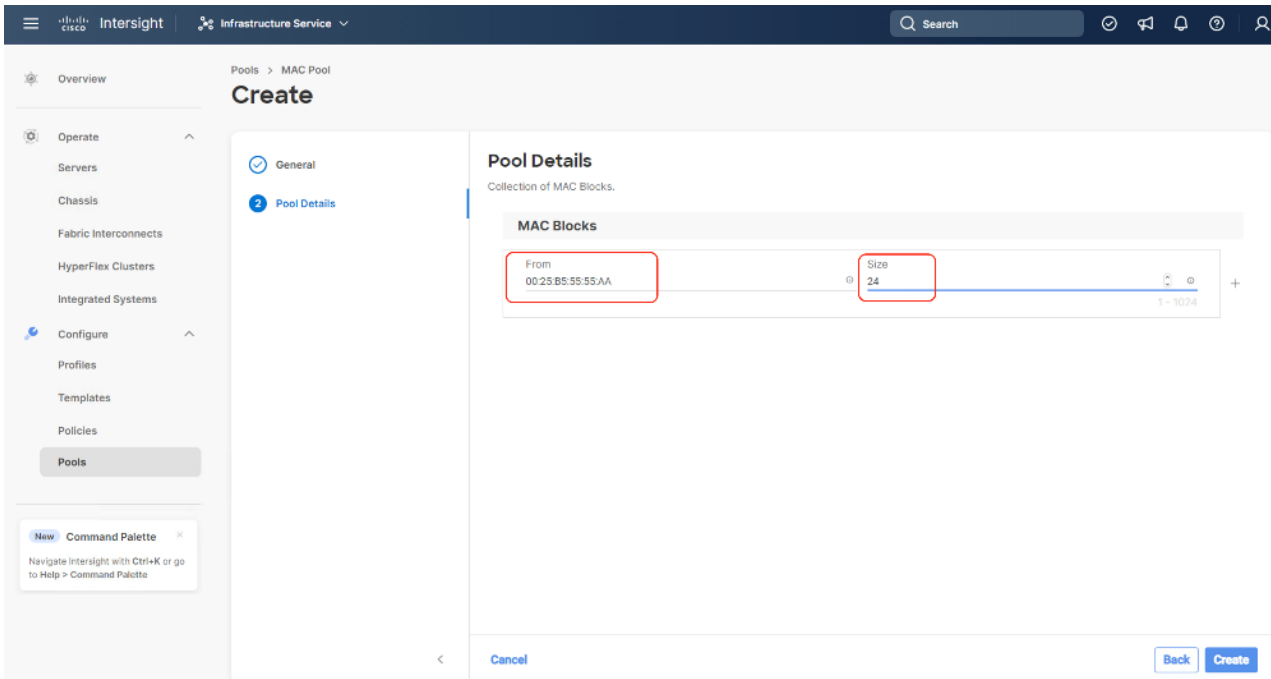 cisco Intersight
Infrastructure Service
Search
Overview
Operate
Servers
Chassis
Fabric Interconnects
HyperFlex Clusters
Integrated Systems
Configure
Profiles
Templates
Policies
Pools
New Command Palette
Navigate Intersight with Ctrl+K or go
to Help > Command Palette
Pools > MAC Pool
Create
General
2 Pool Details
Pool Details
Collection of MAC Blocks.
MAC Blocks
From
00:25:B5:55:55:AA
Size
24
1 - 1024
Cancel
Back
Create